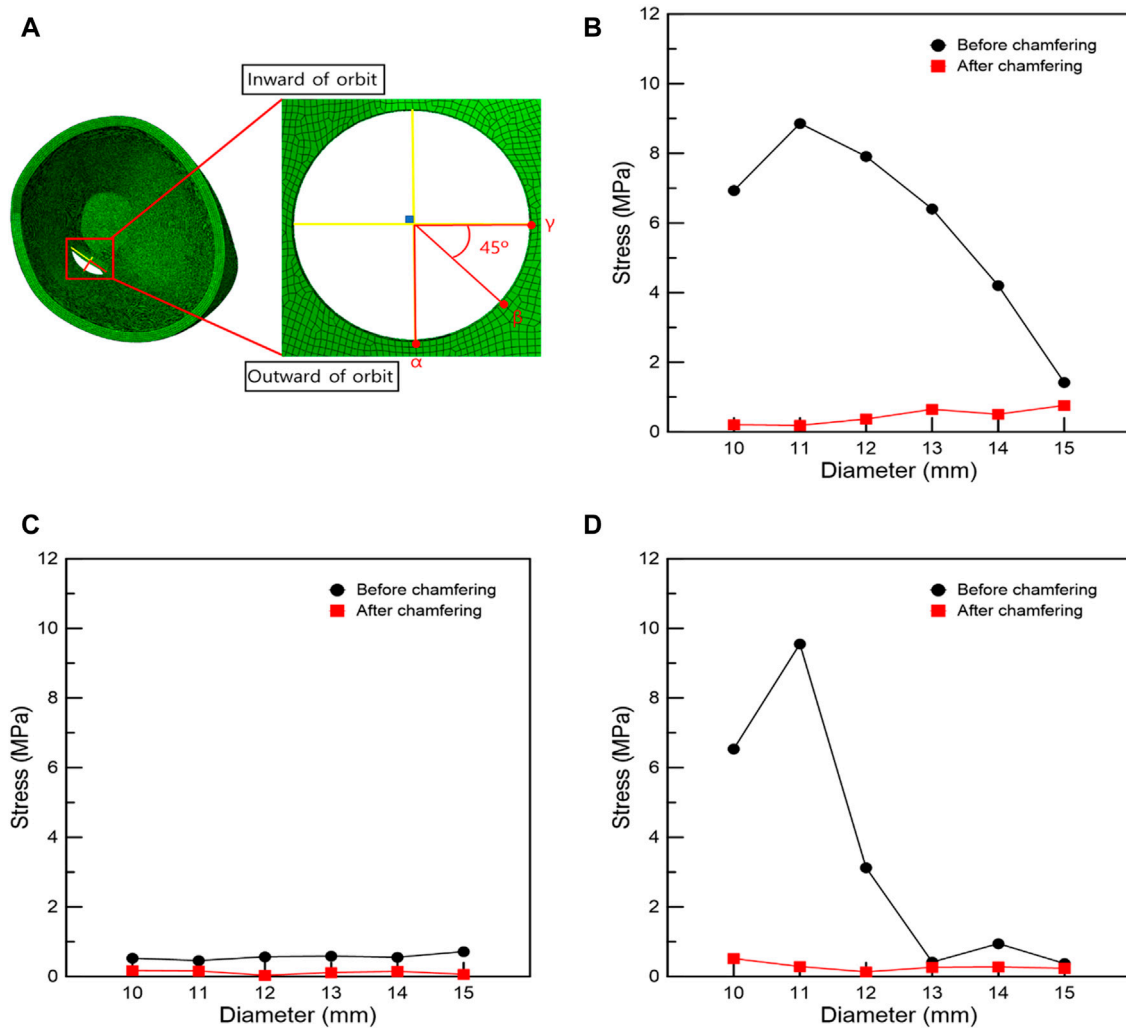 A
Inward of orbit
γ
45°
β
α
Outward of orbit
B
12
10
8
6
4
2
0
Stress (MPa)
Before chamfering
After chamfering
10 11 12 13 14 15
Diameter (mm)
C
12
10
8
6
4
2
0
Stress (MPa)
Before chamfering
After chamfering
10 11 12 13 14 15
Diameter (mm)
D
12
10
8
6
4
2
0
Stress (MPa)
Before chamfering
After chamfering
10 11 12 13 14 15
Diameter (mm)